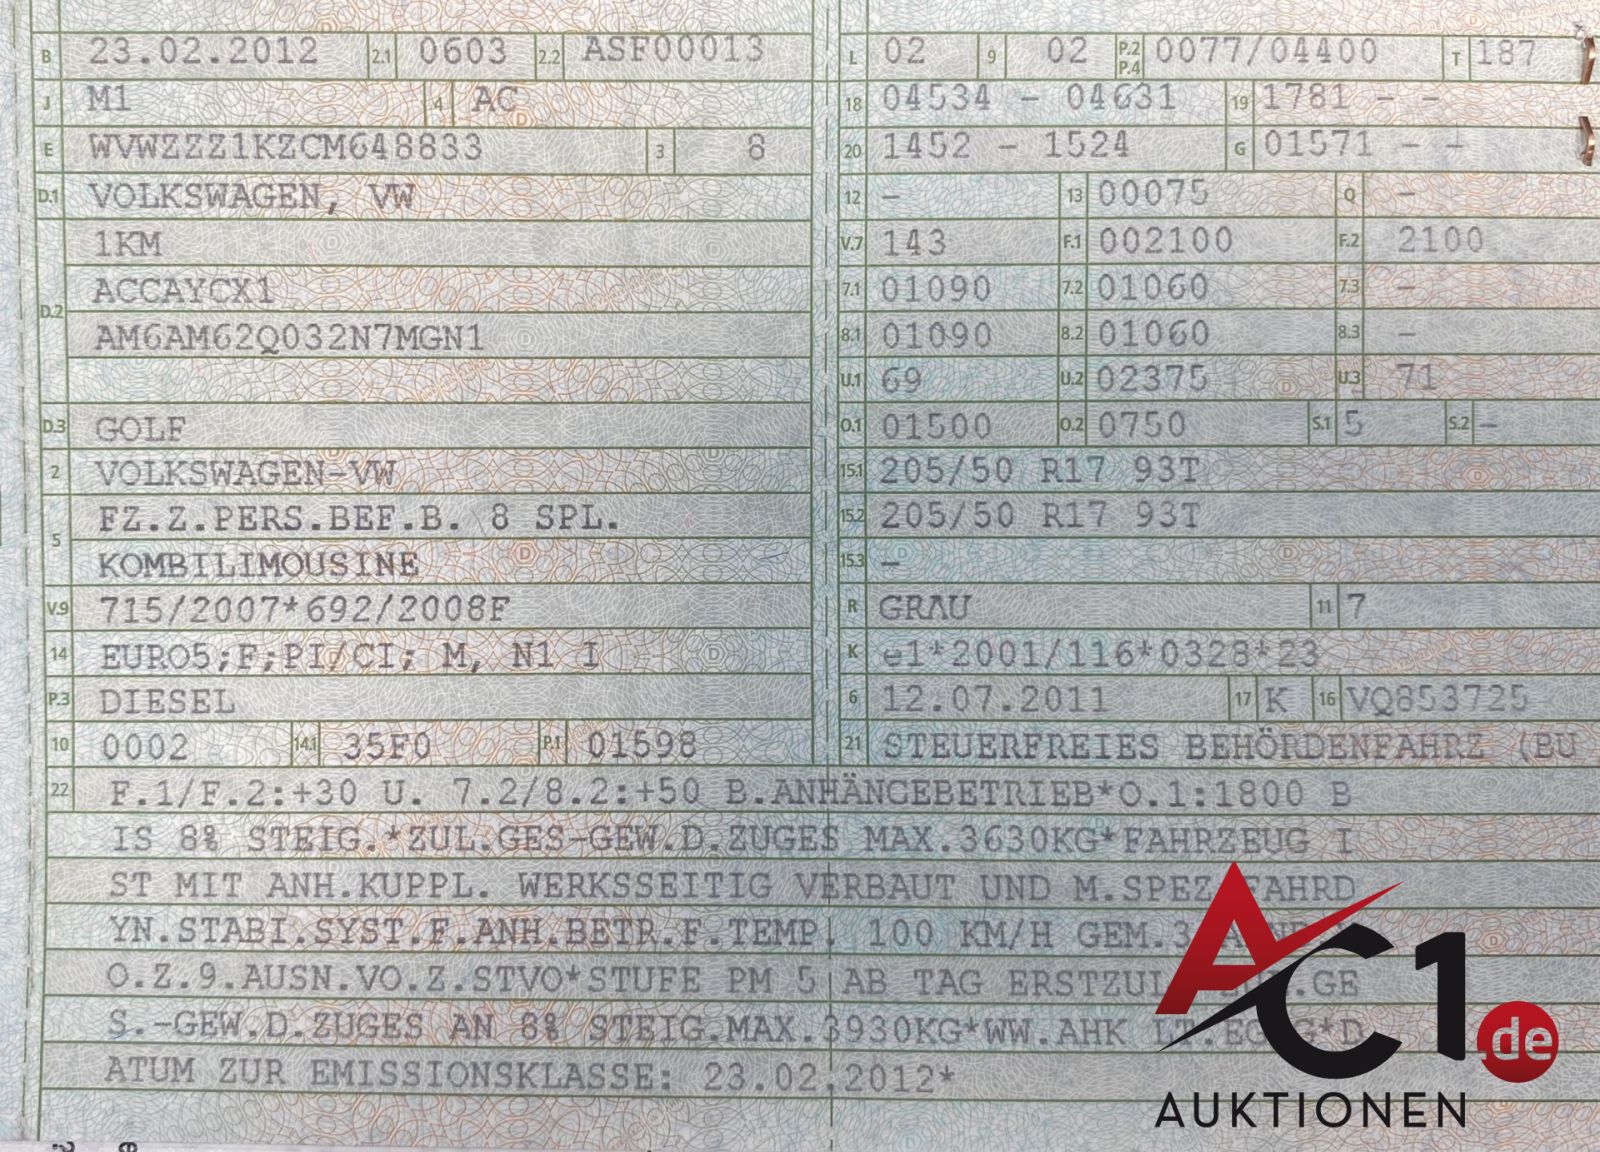 B 23.02.2012 2.1 0603 2.2 ASF00013
J M1 4 AC
E WVWZZZ1KZCM648833 3 8
D.1 VOLKSWAGEN, VW
1KM
D.2 ACCAYCX1
AM6AM62Q032N7MGN1
D.3 GOLF
2 VOLKSWAGEN-VW
5 FZ.Z.PERS.BEF.B. 8 SPL.
KOMBILIMOUSINE
V.9 715/2007*692/2008F
14 EURO5;F;PI/CI; M, N1 I
P.3 DIESEL
10 0002 14.1 35F0 P.1 01598
L 02 9 02 P.2 P.4 0077/04400 T 187
18 04534 - 04631 19 1781 - -
20 1452 - 1524 G 01571 - -
12 - 13 00075 Q -
V.7 143 F.1 002100 F.2 2100
7.1 01090 7.2 01060 7.3 -
8.1 01090 8.2 01060 8.3 -
U.1 69 U.2 02375 U.3 71
O.1 01500 O.2 0750 S.1 5 S.2 -
15.1 205/50 R17 93T
15.2 205/50 R17 93T
15.3 -
R GRAU 11 7
K e1*2001/116*0328*23
6 12.07.2011 17 K 16 VQ853725
21 STEUERFREIES BEHÖRDENFAHRZ (BU
22 F.1/F.2:+30 U. 7.2/8.2:+50 B.ANHÄNGEBETRIEB*O.1:1800 B
IS 8% STEIG.*ZUL.GES-GEW.D.ZUGES MAX.3630KG*FAHRZEUG I
ST MIT ANH.KUPPL. WERKSSEITIG VERBAUT UND M.SPEZ FAHRD
YN.STABI.SYST.F.ANH.BETR.F.TEMP. 100 KM/H GEM.3
O.Z.9.AUSN.VO.Z.STVO*STUFE PM 5 AB TAG ERSTZUL .GE
S.-GEW.D.ZUGES AN 8% STEIG.MAX.3930KG*WW.AHK LT.EG *D
ATUM ZUR EMISSIONSKLASSE: 23.02.2012*
AC1.de
AUKTIONEN